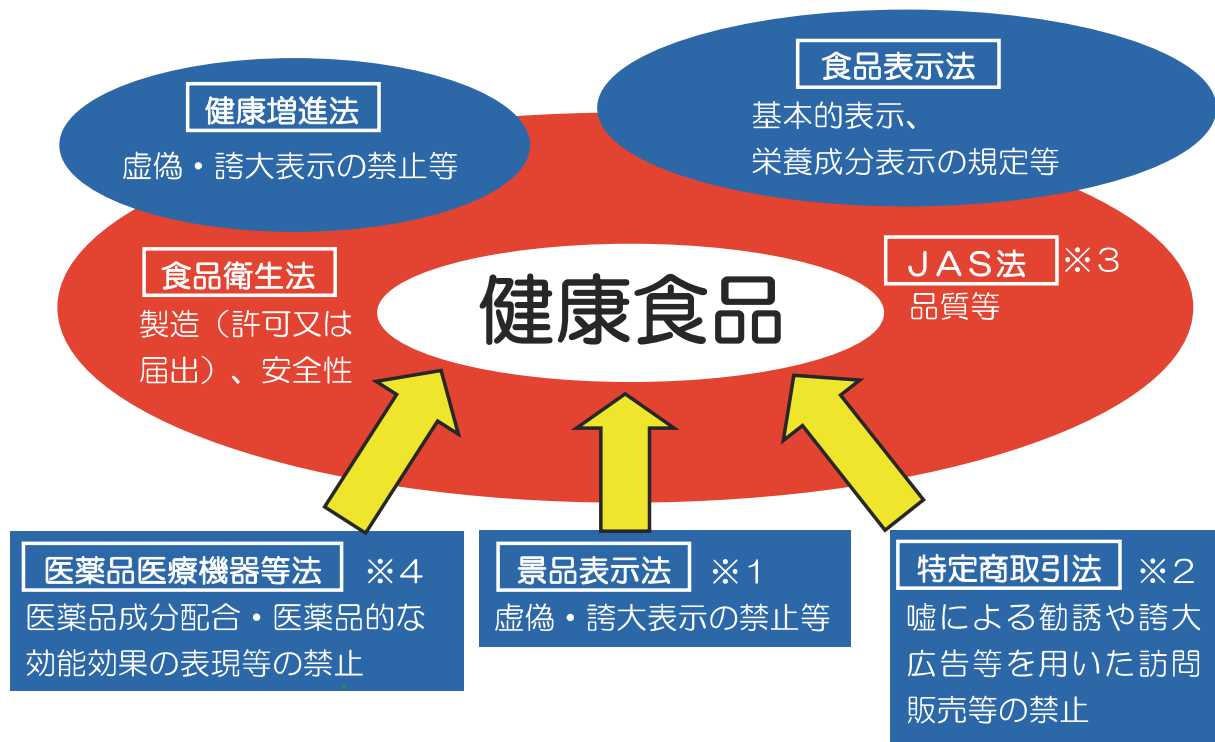 健康増進法
虚偽・誇大表示の禁止等
食品表示法
基本的表示、
栄養成分表示の規定等
食品衛生法
製造（許可又は
届出）、安全性
健康食品
ＪＡＳ法 ※３
品質等
医薬品医療機器等法 ※４
医薬品成分配合・医薬品的な
効能効果の表現等の禁止
景品表示法 ※１
虚偽・誇大表示の禁止等
特定商取引法 ※２
嘘による勧誘や誇大
広告等を用いた訪問
販売等の禁止